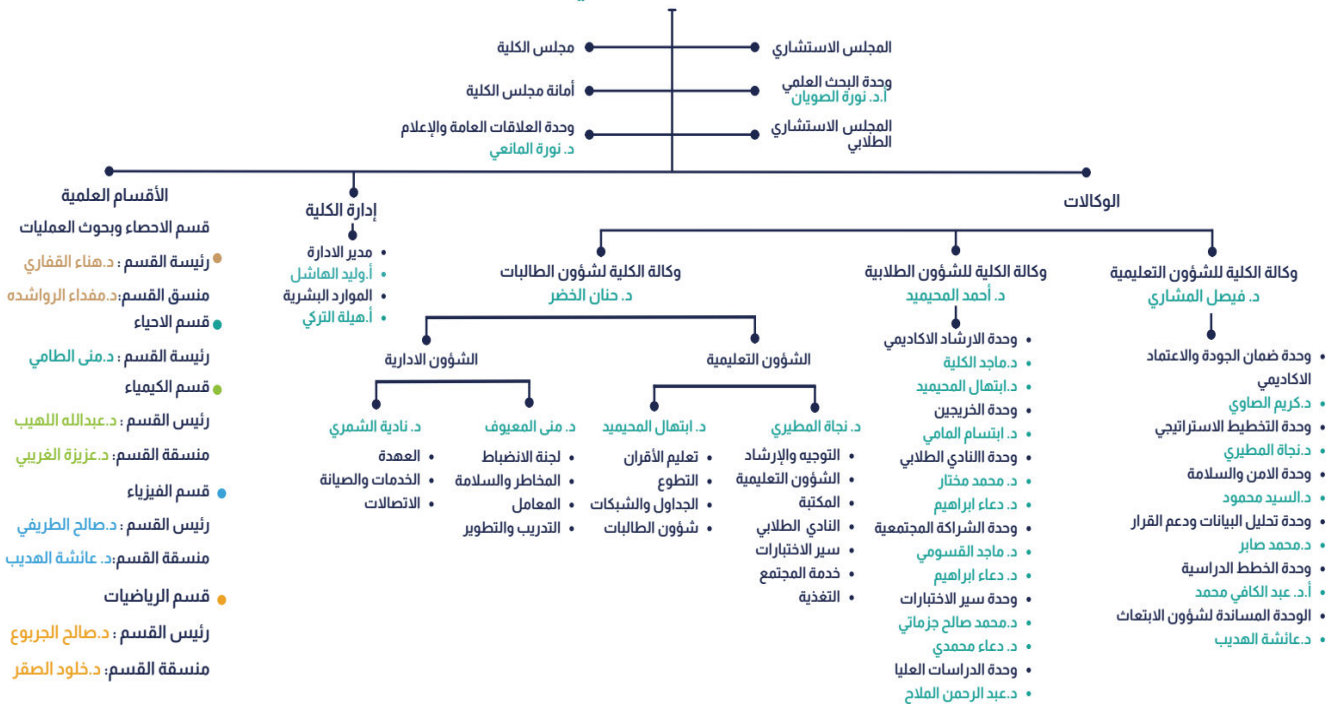 المجلس الاستشاري
مجلس الكلية
وحدة البحث العلمي
أ.د. نورة الصويان
أمانة مجلس الكلية
المجلس الاستشاري
الطلابي
وحدة العلاقات العامة والإعلام
د. نورة المانعي
الوكالات
وكالة الكلية للشؤون التعليمية
د. فيصل المشاري
• وحدة ضمان الجودة والاعتماد
الاكاديمي
• د.كريم الصاوي
• وحدة التخطيط الاستراتيجي
• د.نجاة المطيري
• وحدة الامن والسلامة
• د.السيد محمود
• وحدة تحليل البيانات ودعم القرار
• د.محمد صابر
• وحدة الخطط الدراسية
• أ.د. عبد الكافي محمد
• الوحدة المساندة لشؤون الابتعاث
• د.عائشة الهديب
وكالة الكلية للشؤون الطلابية
د. أحمد المحيميد
• وحدة الارشاد الاكاديمي
• د.ماجد الكلية
• د.ابتهال المحيميد
• وحدة الخريجين
• د. ابتسام المامي
• وحدة االنادي الطلابي
• د. محمد مختار
• د. دعاء ابراهيم
• وحدة الشراكة المجتمعية
• د. ماجد القسومي
• د. دعاء ابراهيم
• وحدة سير الاختبارات
• د.محمد صالح جزماتي
• د. دعاء محمدي
• وحدة الدراسات العليا
• د.عبد الرحمن الملاح
وكالة الكلية لشؤون الطالبات
د. حنان الخضر
الشؤون التعليمية
د. نجاة المطيري
• التوجيه والإرشاد
• الشؤون التعليمية
• المكتبة
• النادي الطلابي
• سير الاختبارات
• خدمة المجتمع
• التغذية
د. ابتهال المحيميد
• تعليم الأقران
• التطوع
• الجداول والشبكات
• شؤون الطالبات
الشؤون الادارية
د. منى المعيوف
• لجنة الانضباط
• المخاطر والسلامة
• المعامل
• التدريب والتطوير
د. نادية الشمري
• العهدة
• الخدمات والصيانة
• الاتصالات
إدارة الكلية
• مدير الادارة
• أ.وليد الهاشل
• الموارد البشرية
• أ.هيلة التركي
الأقسام العلمية
قسم الاحصاء وبحوث العمليات
رئيسة القسم : د.هناء القفاري
منسق القسم:د.مفداء الرواشده
قسم الاحياء
رئيسة القسم : د.منى الطامي
قسم الكيمياء
رئيس القسم : د.عبدالله اللهيب
منسقة القسم: د.عزيزة الغريبي
قسم الفيزياء
رئيس القسم : د.صالح الطريفي
منسقة القسم:د. عائشة الهديب
قسم الرياضيات
رئيس القسم : د.صالح الجربوع
منسقة القسم: د.خلود الصقر